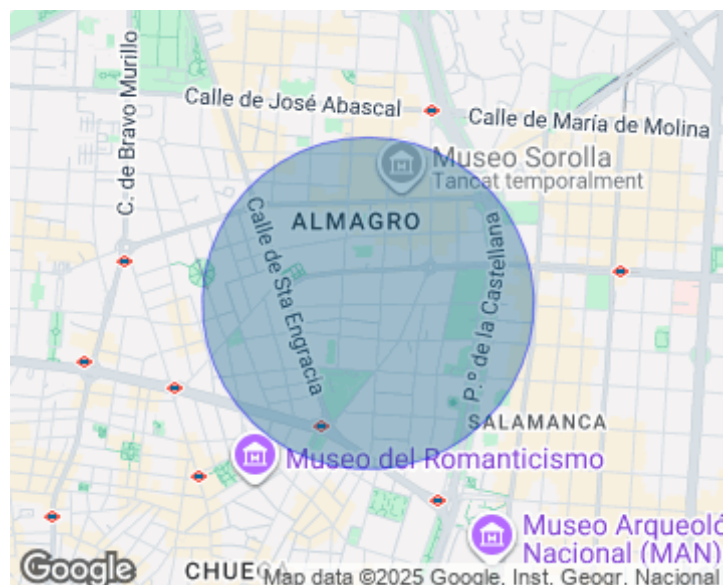 C. de Bravo Murillo
Calle de José Abascal
Calle de María de Molina
Museo Sorolla
Tancat temporalment
ALMAGRO
Calle de Sta Engracia
P.º de la Castellana
SALAMANCA
Museo del Romanticismo
Museo Arqueoló
Nacional (MAN)
CHUECA
Google
Map data ©2025 Google, Inst. Geogr. Nacional